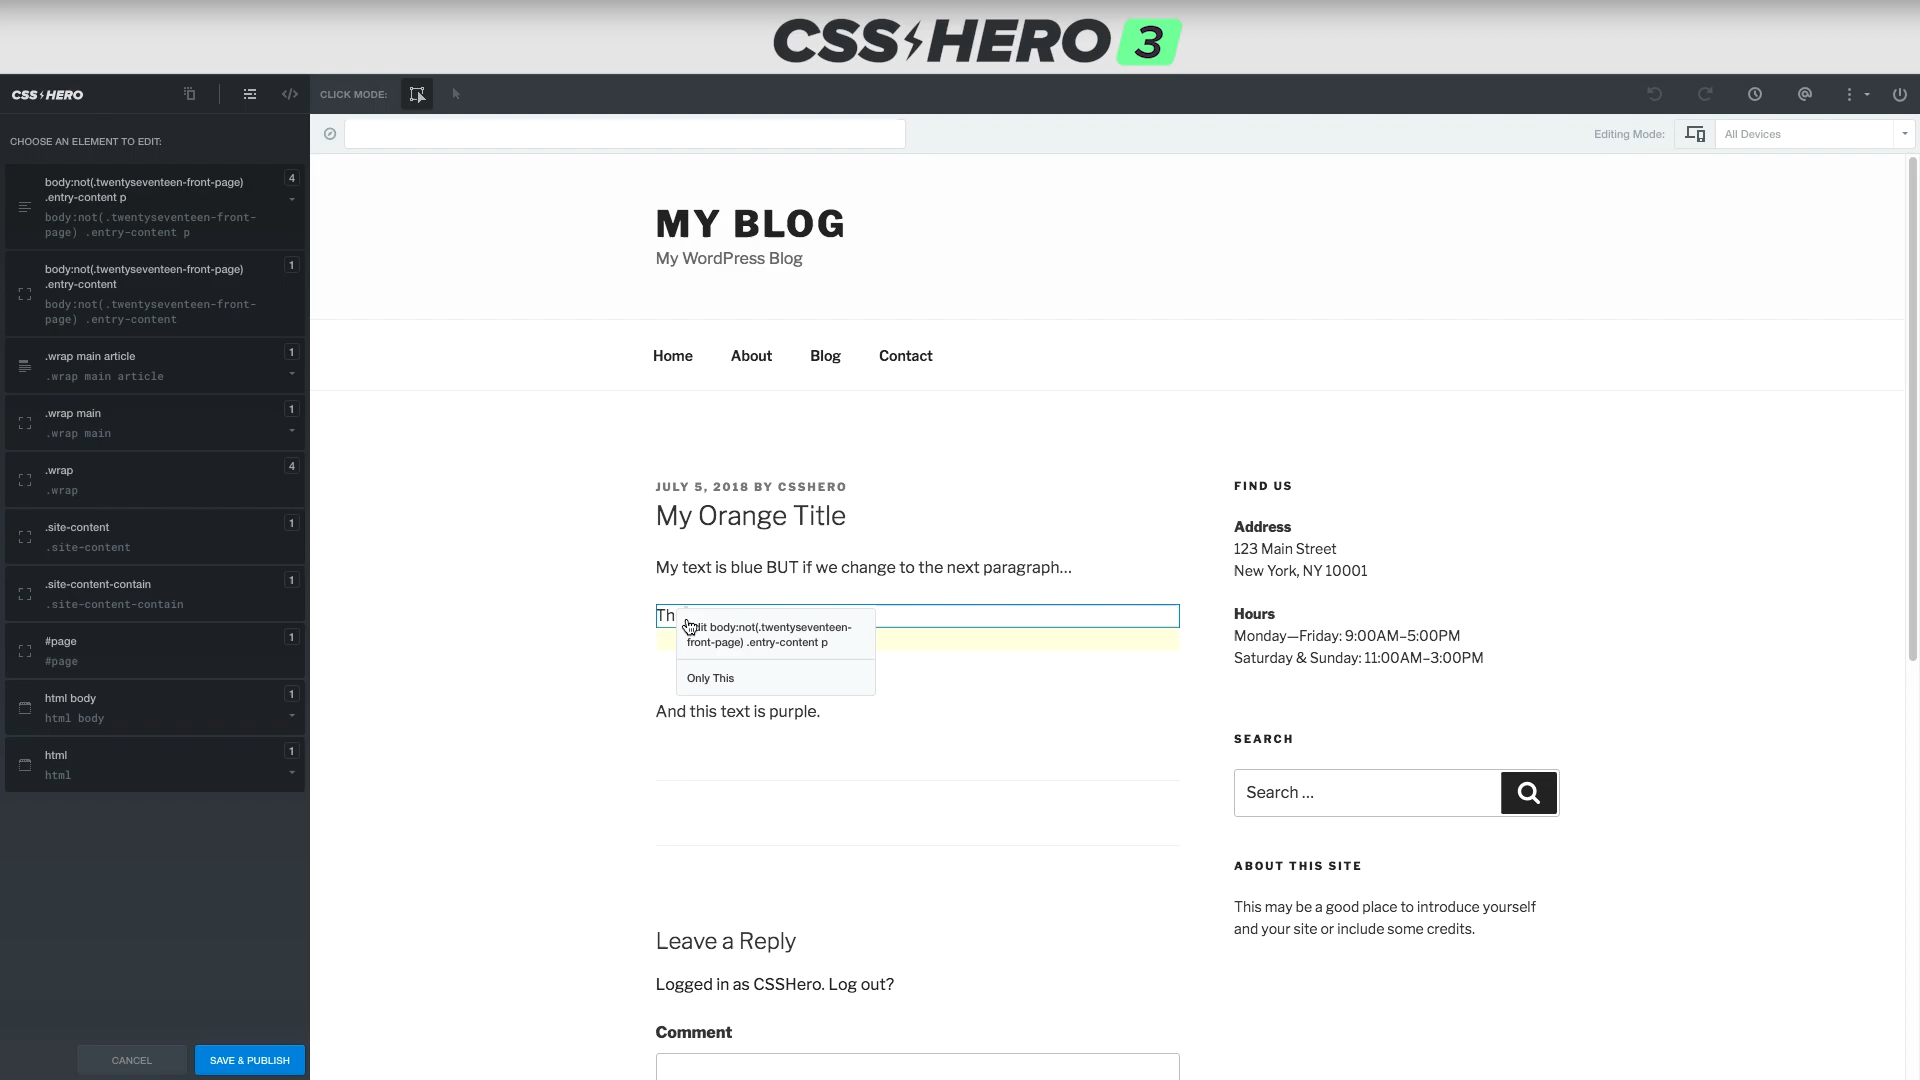 CSS HERO 3
CSS HERO
CLICK MODE:
CHOOSE AN ELEMENT TO EDIT:
Editing Mode:
All Devices
body:not(.twentyseventeen-front-page)
.entry-content p
4
body:not(.twentyseventeen-front-
page) .entry-content p
body:not(.twentyseventeen-front-page)
.entry-content
1
body:not(.twentyseventeen-front-
page) .entry-content
.wrap main article
1
.wrap main article
.wrap main
1
.wrap main
.wrap
4
.wrap
.site-content
1
.site-content
.site-content-contain
1
.site-content-contain
#page
1
#page
html body
1
html body
html
1
html
CANCEL
SAVE & PUBLISH
MY BLOG
My WordPress Blog
Home
About
Blog
Contact
JULY 5, 2018 BY CSSHERO
My Orange Title
My text is blue BUT if we change to the next paragraph...
Th
dit body:not(.twentyseventeen-
front-page) .entry-content p
Only This
And this text is purple.
Leave a Reply
Logged in as CSSHero. Log out?
Comment
FIND US
Address
123 Main Street
New York, NY 10001
Hours
Monday—Friday: 9:00AM–5:00PM
Saturday & Sunday: 11:00AM–3:00PM
SEARCH
Search ...
ABOUT THIS SITE
This may be a good place to introduce yourself
and your site or include some credits.